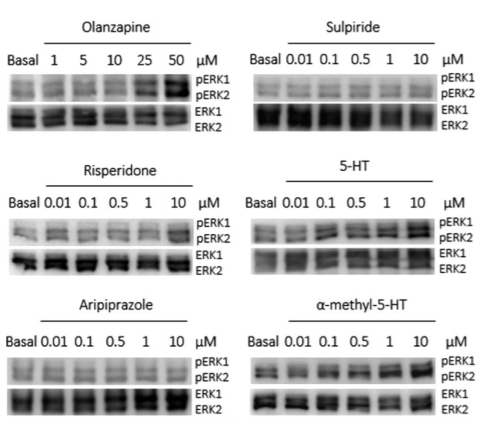 Olanzapine
Basal 1 5 10 25 50 µM
pERK1
pERK2
ERK1
ERK2
Sulpiride
Basal 0.01 0.1 0.5 1 10 µM
pERK1
pERK2
ERK1
ERK2
Risperidone
Basal 0.01 0.1 0.5 1 10 µM
pERK1
pERK2
ERK1
ERK2
5-HT
Basal 0.01 0.1 0.5 1 10 µM
pERK1
pERK2
ERK1
ERK2
Aripiprazole
Basal 0.01 0.1 0.5 1 10 µM
pERK1
pERK2
ERK1
ERK2
α-methyl-5-HT
Basal 0.01 0.1 0.5 1 10 µM
pERK1
pERK2
ERK1
ERK2